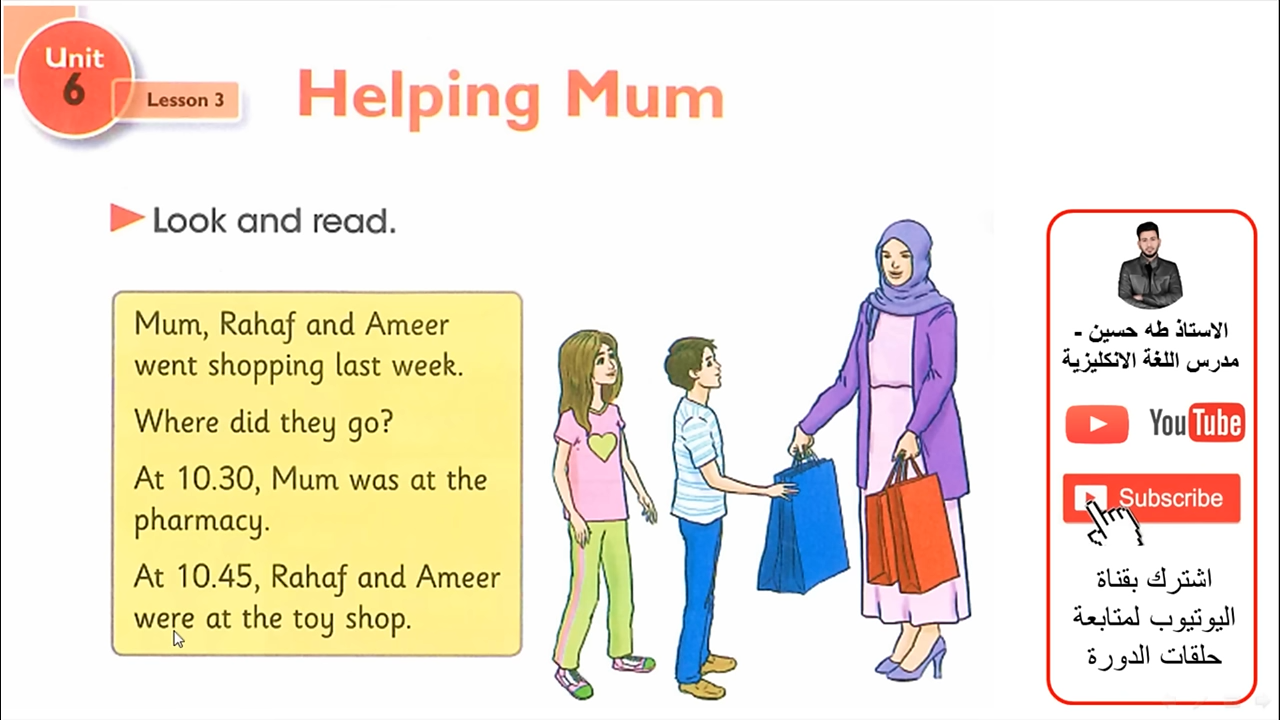 Unit
6
Lesson 3
Helping Mum
Look and read.
Mum, Rahaf and Ameer
went shopping last week.
Where did they go?
At 10.30, Mum was at the
pharmacy.
At 10.45, Rahaf and Ameer
were at the toy shop.
الاستاذ طه حسين -
مدرس اللغة الانكليزية
YouTube
Subscribe
اشترك بقناة
اليوتيوب لمتابعة
حلقات الدورة